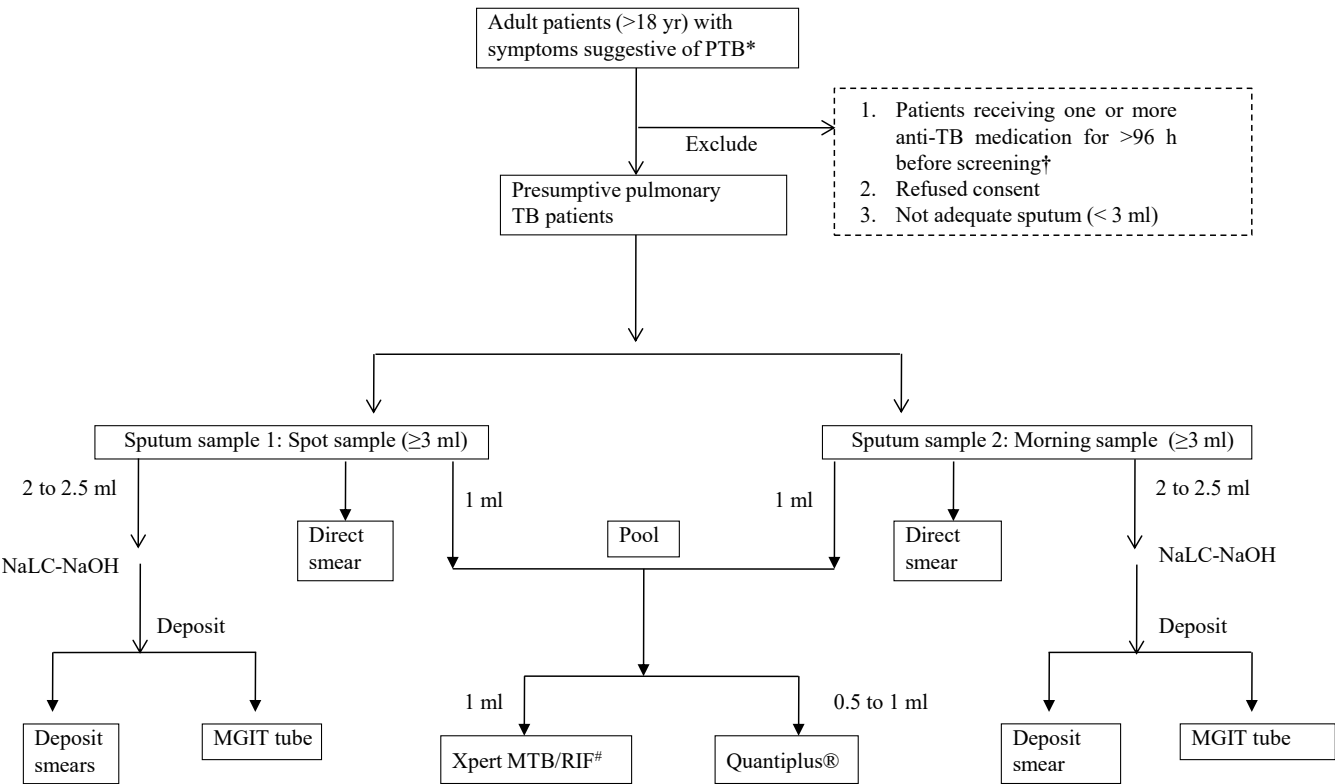 Adult patients (>18 yr) with
symptoms suggestive of PTB*
1. Patients receiving one or more
anti-TB medication for >96 h
before screening†
2. Refused consent
3. Not adequate sputum (< 3 ml)
Exclude
Presumptive pulmonary
TB patients
Sputum sample 1: Spot sample (≥3 ml)
Sputum sample 2: Morning sample (≥3 ml)
2 to 2.5 ml
1 ml
1 ml
2 to 2.5 ml
Direct
smear
Pool
Direct
smear
NaLC-NaOH
NaLC-NaOH
Deposit
Deposit
1 ml
0.5 to 1 ml
Deposit
smears
MGIT tube
Xpert MTB/RIF#
Quantiplus®
Deposit
smear
MGIT tube